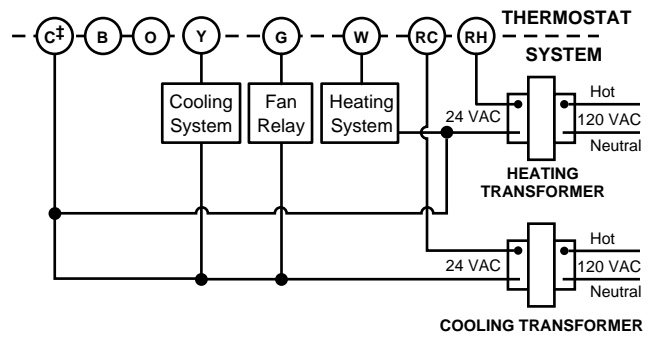 THERMOSTAT
C‡ B O Y G W RC RH
SYSTEM
Cooling
System
Fan
Relay
Heating
System
24 VAC
Hot
120 VAC
Neutral
HEATING
TRANSFORMER
24 VAC
Hot
120 VAC
Neutral
COOLING TRANSFORMER